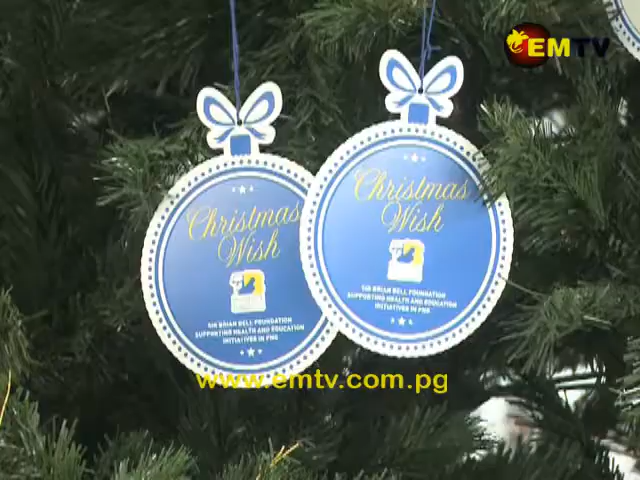 EMTV
Christmas
Wish
SIR BRIAN BELL FOUNDATION
SUPPORTING HEALTH AND EDUCATION
INITIATIVES IN PNG
Christmas
Wish
SIR BRIAN BELL FOUNDATION
SUPPORTING HEALTH AND EDUCATION
INITIATIVES IN PNG
www.emtv.com.pg